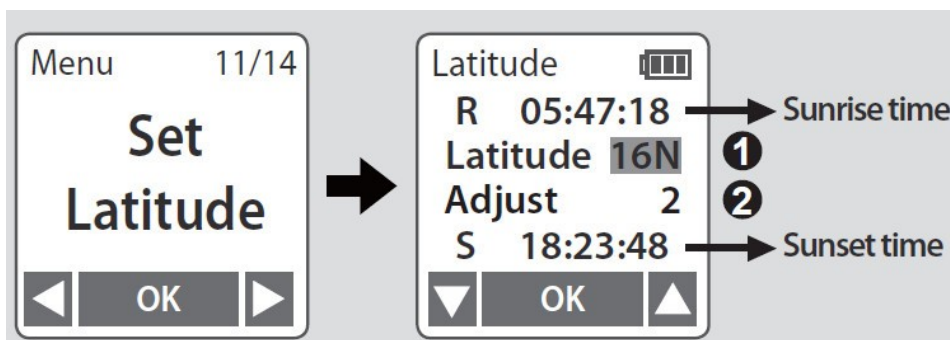 Menu 11/14
Set
Latitude
OK
Latitude
R 05:47:18 Sunrise time
Latitude 16N 1
Adjust 2 2
S 18:23:48 Sunset time
OK